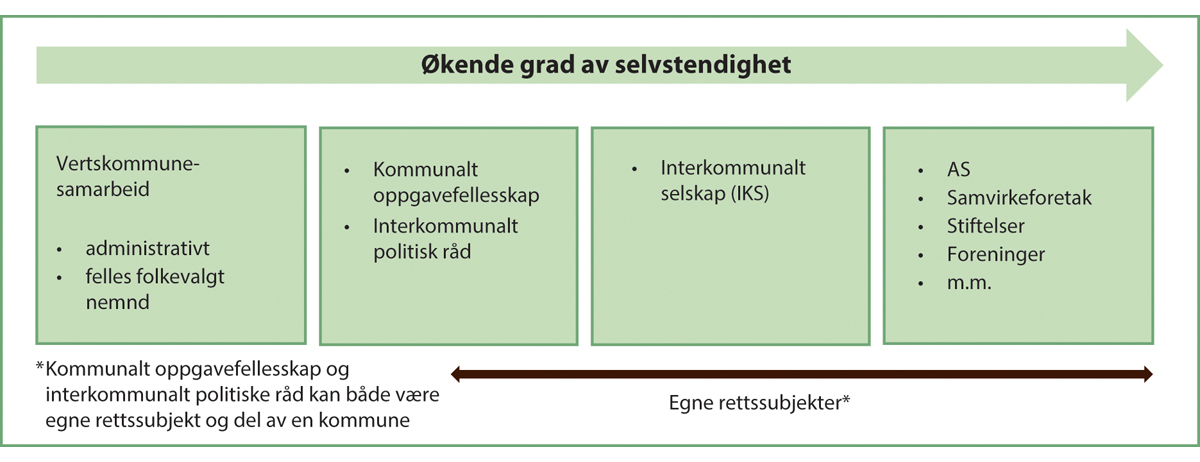 Økende grad av selvstendighet
Vertskommune-
samarbeid
• administrativt
• felles folkevalgt
nemnd
• Kommunalt
oppgavefellesskap
• Interkommunalt
politisk råd
• Interkommunalt
selskap (IKS)
• AS
• Samvirkeforetak
• Stiftelser
• Foreninger
• m.m.
*Kommunalt oppgavefellesskap og
interkommunalt politiske råd kan både være
egne rettssubjekt og del av en kommune
Egne rettssubjekter*